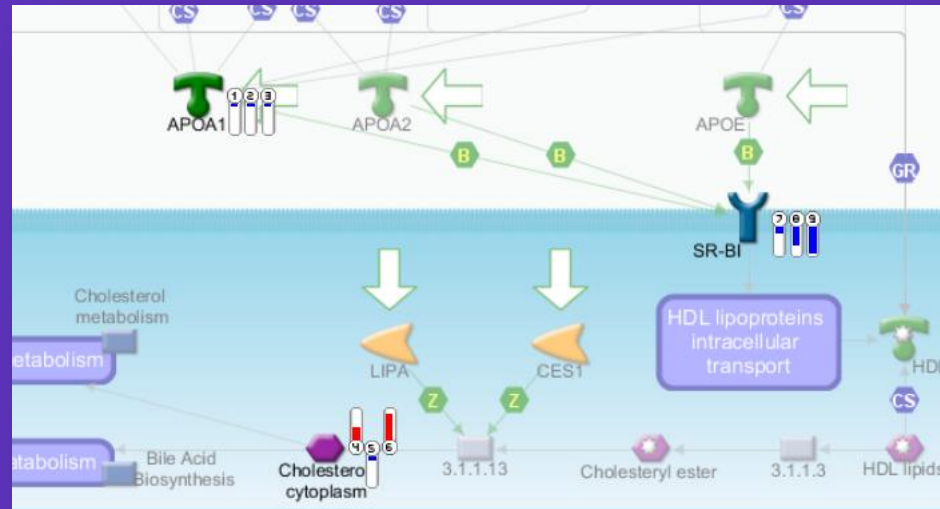 CS CS CS CS CS
1 2 3
APOA1 APOA2 APOE
B B B
GR
7 8 9
SR-BI
Cholesterol
metabolism
etabolism
LIPA CES1
HDL lipoproteins
intracellular
transport
HDL
Z Z
CS
4 5 6
atabolism
Bile Acid
Biosynthesis
Cholestero
cytoplasm
3.1.1.13 Cholesteryl ester 3.1.1.3 HDL lipids